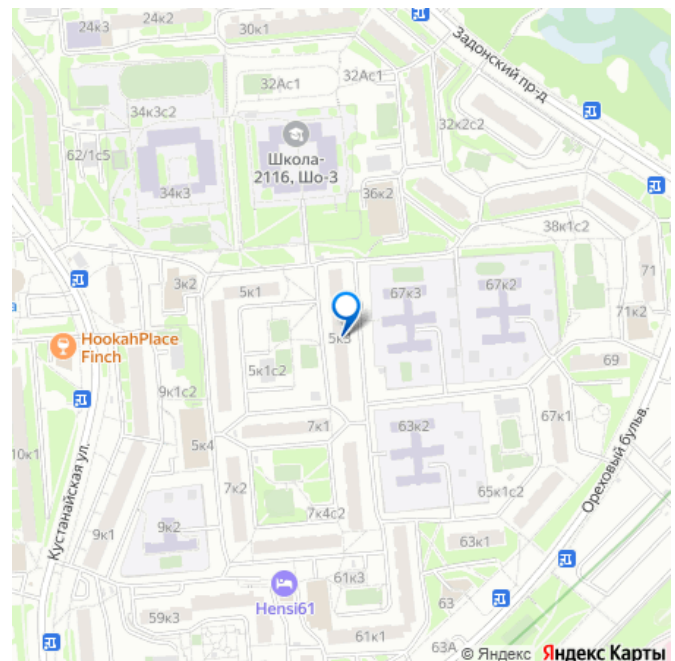 24к2
24к3
30к1
Задонский пр-д
32Ас1
32Ас1
34к3с2
32к2с2
62/1с5
Школа-
2116, Шо-3
34к3
36к2
38к1с2
71
3к2
5к1
67к3
67к2
71к2
а
HookahPlace
Finch
5к3
5к1с2
69
9к1с2
67к1
Ореховый бульв.
7к1
63к2
5к4
10к1
7к2
65к1с2
7к4с2
Кустанайская ул.
9к1
9к2
63к1
61к3
Hensi61
63
59к3
61к1
63А
© Яндекс Яндекс Карты